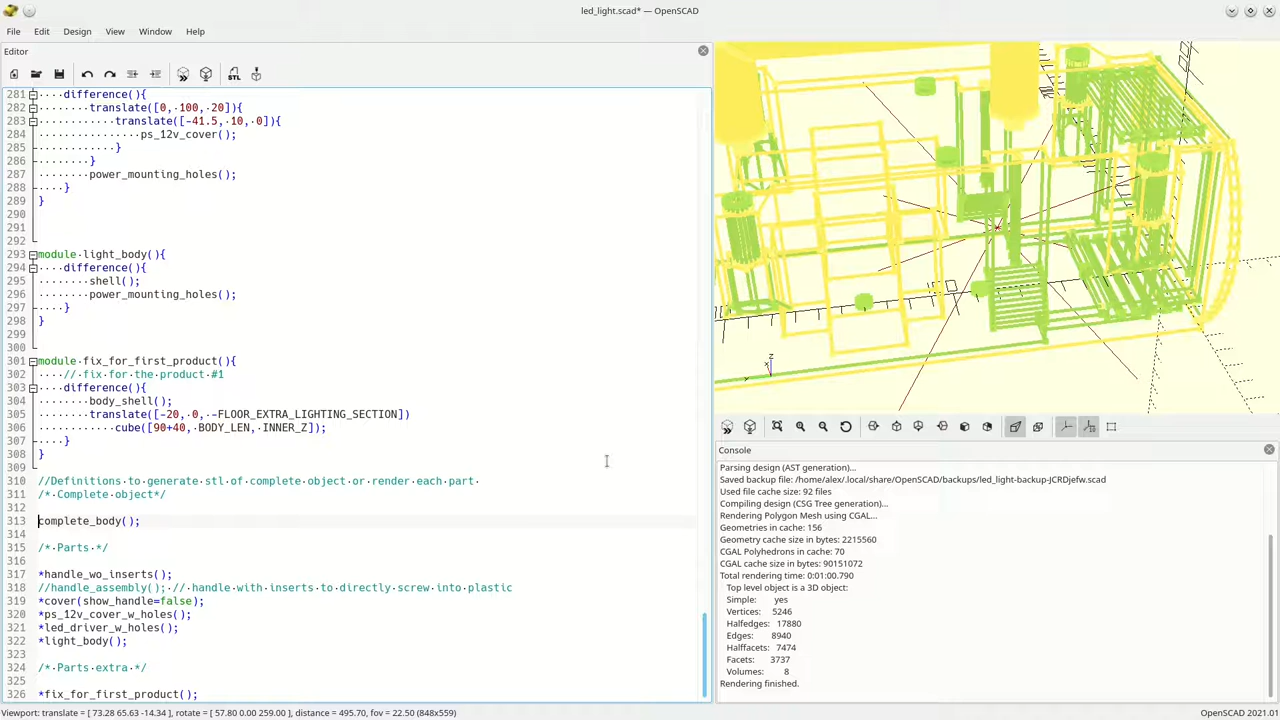 led_light.scad* — OpenSCAD
File Edit Design View Window Help
Editor
STL
281 ····difference(){
282 ········translate([0,·100,·20]){
283 ············translate([-41.5,·10,·0]){
284 ················ps_12v_cover();
285 ············}
286 ········}
287 ········power_mounting_holes();
288 ····}
289 }
290
291
292
293 module·light_body(){
294 ····difference(){
295 ········shell();
296 ········power_mounting_holes();
297 ····}
298 }
299
300
301 module·fix_for_first_product(){
302 ····//·fix·for·the·product·#1
303 ····difference(){
304 ········body_shell();
305 ········translate([-20,·0,·-FLOOR_EXTRA_LIGHTING_SECTION])
306 ············cube([90+40,·BODY_LEN,·INNER_Z]);
307 ····}
308 }
309
310 //Definitions·to·generate·stl·of·complete·object·or·render·each·part·
311 /*·Complete·object*/
312
313 complete_body();
314
315 /*·Parts·*/
316
317 *handle_wo_inserts();
318 //handle_assembly();·//·handle·with·inserts·to·directly·screw·into·plastic
319 *cover(show_handle=false);
320 *ps_12v_cover_w_holes();
321 *led_driver_w_holes();
322 *light_body();
323
324 /*·Parts·extra·*/
325
326 *fix_for_first_product();
Z
Console
Parsing design (AST generation)...
Saved backup file: /home/alex/.local/share/OpenSCAD/backups/led_light-backup-JCRDjefw.scad
Used file cache size: 92 files
Compiling design (CSG Tree generation)...
Rendering Polygon Mesh using CGAL...
Geometries in cache: 156
Geometry cache size in bytes: 2215560
CGAL Polyhedrons in cache: 70
CGAL cache size in bytes: 90151072
Total rendering time: 0:01:00.790
Top level object is a 3D object:
Simple: yes
Vertices: 5246
Halfedges: 17880
Edges: 8940
Halffacets: 7474
Facets: 3737
Volumes: 8
Rendering finished.
Viewport: translate = [ 73.28 65.63 -14.34 ], rotate = [ 57.80 0.00 259.00 ], distance = 495.70, fov = 22.50 (848x559)
OpenSCAD 2021.01